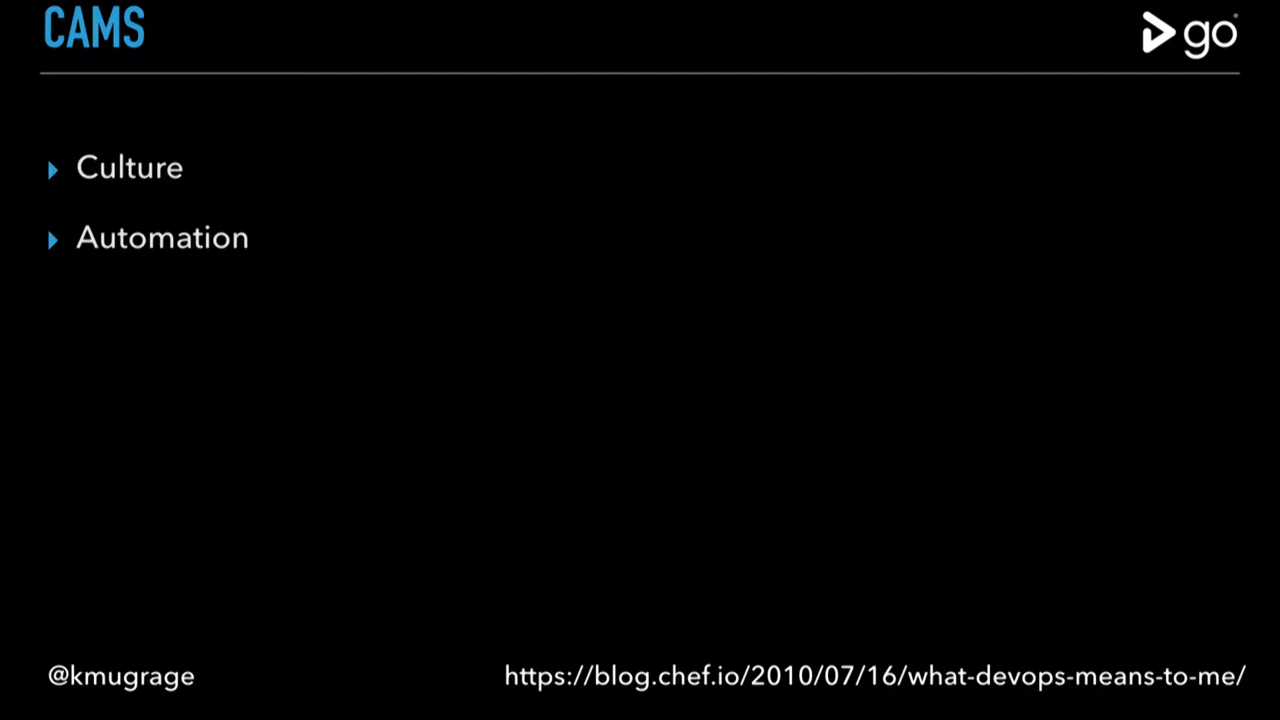 CAMS
go
Culture
Automation
@kmugrage
https://blog.chef.io/2010/07/16/what-devops-means-to-me/